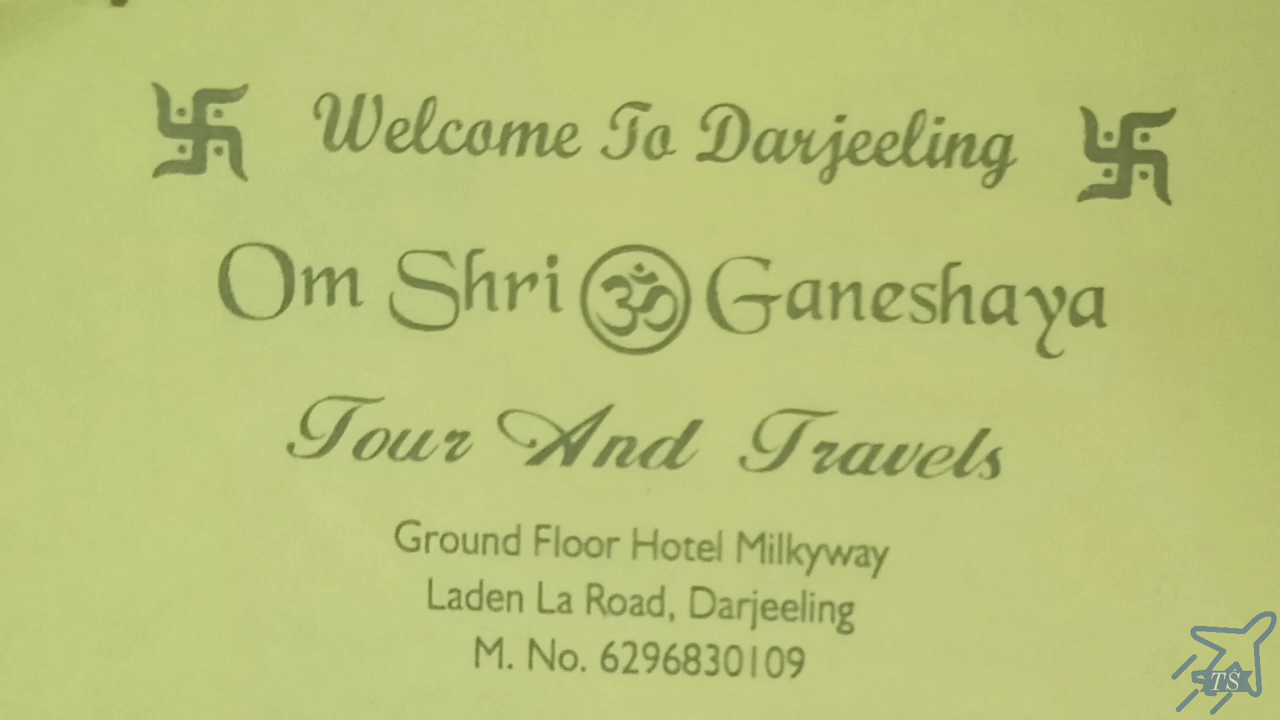 Welcome To Darjeeling
Om Shri ॐ Ganeshaya
Tour And Travels
Ground Floor Hotel Milkyway
Laden La Road, Darjeeling
M. No. 6296830109
TS